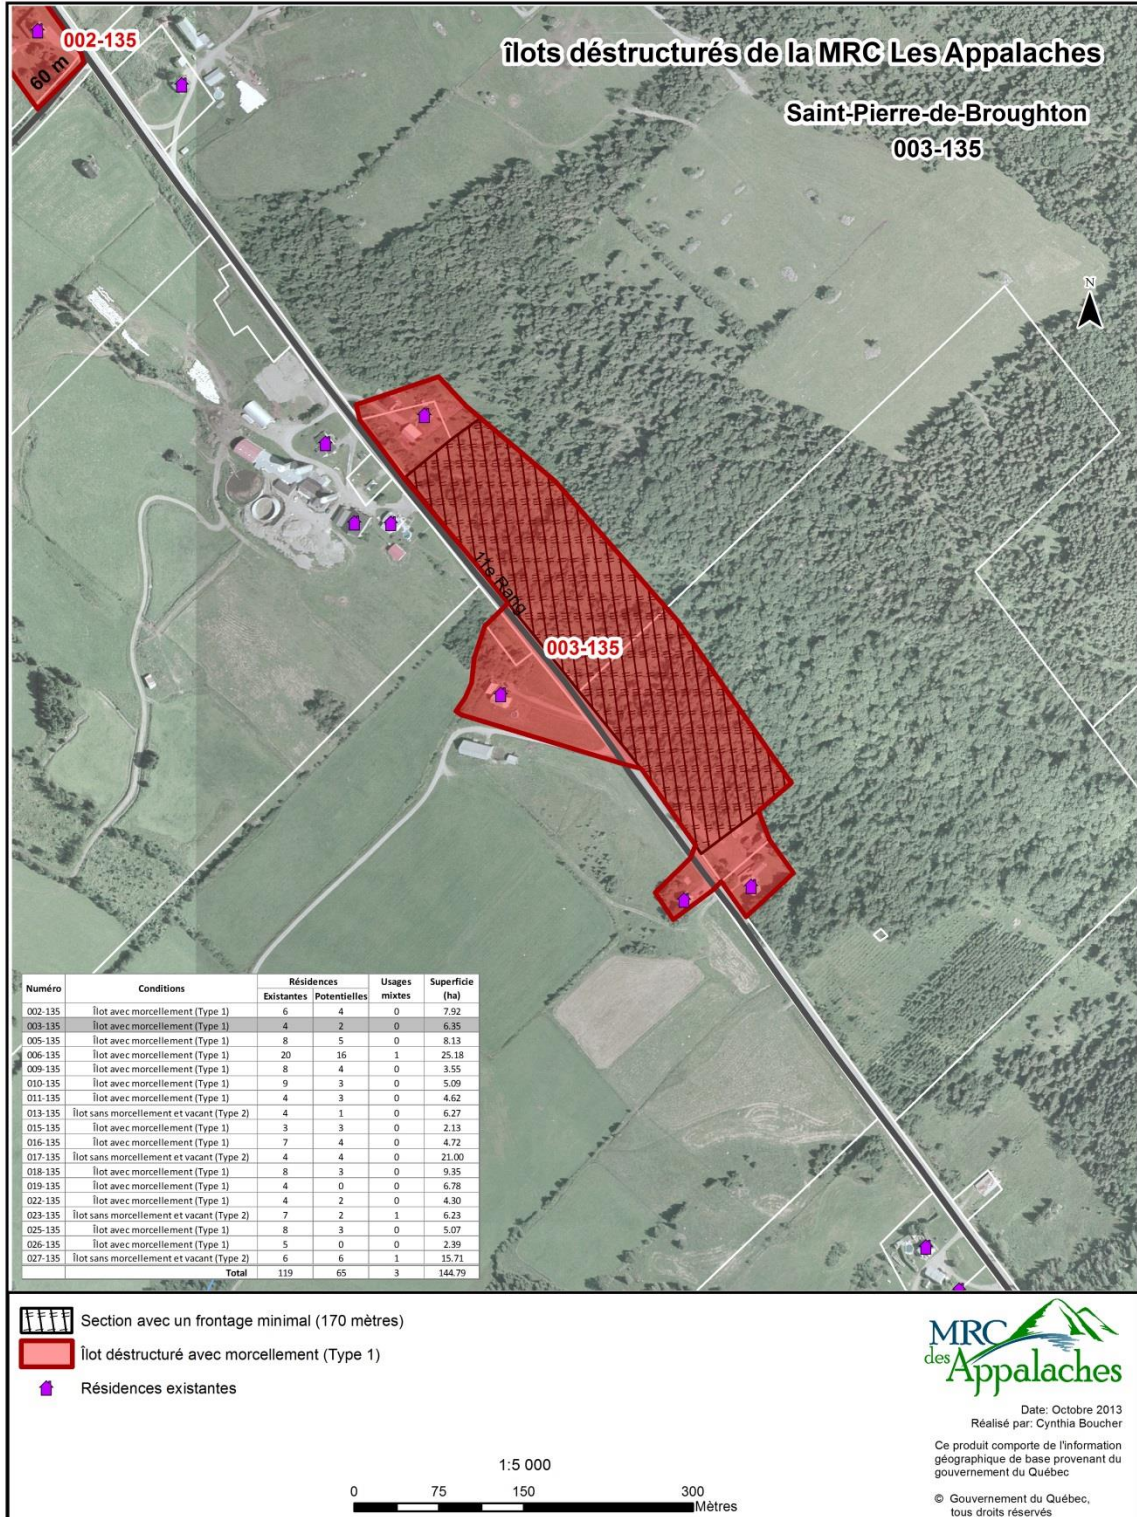 002-135
60 m
îlots déstructurés de la MRC Les Appalaches
Saint-Pierre-de-Broughton
003-135
N
11e Rang
003-135
Numéro Conditions Résidences Usages mixtes Superficie (ha)
Existantes Potentielles
002-135 Îlot avec morcellement (Type 1) 6 4 0 7.92
003-135 Îlot avec morcellement (Type 1) 4 2 0 6.35
005-135 Îlot avec morcellement (Type 1) 8 5 0 8.13
006-135 Îlot avec morcellement (Type 1) 20 16 1 25.18
009-135 Îlot avec morcellement (Type 1) 8 4 0 3.55
010-135 Îlot avec morcellement (Type 1) 9 3 0 5.09
011-135 Îlot avec morcellement (Type 1) 4 3 0 4.62
013-135 Îlot sans morcellement et vacant (Type 2) 4 1 0 6.27
015-135 Îlot avec morcellement (Type 1) 3 3 0 2.13
016-135 Îlot avec morcellement (Type 1) 7 4 0 4.72
017-135 Îlot sans morcellement et vacant (Type 2) 4 4 0 21.00
018-135 Îlot avec morcellement (Type 1) 8 3 0 9.35
019-135 Îlot avec morcellement (Type 1) 4 0 0 6.78
022-135 Îlot avec morcellement (Type 1) 4 2 0 4.30
023-135 Îlot sans morcellement et vacant (Type 2) 7 2 1 6.23
025-135 Îlot avec morcellement (Type 1) 8 3 0 5.07
026-135 Îlot avec morcellement (Type 1) 5 0 0 2.39
027-135 Îlot sans morcellement et vacant (Type 2) 6 6 1 15.71
Total 119 65 3 144.79
Section avec un frontage minimal (170 mètres)
Îlot déstructuré avec morcellement (Type 1)
Résidences existantes
1:5 000
0 75 150 300
Mètres
MRC
des Appalaches
Date: Octobre 2013
Réalisé par: Cynthia Boucher
Ce produit comporte de l'information
géographique de base provenant du
gouvernement du Québec
© Gouvernement du Québec,
tous droits réservés